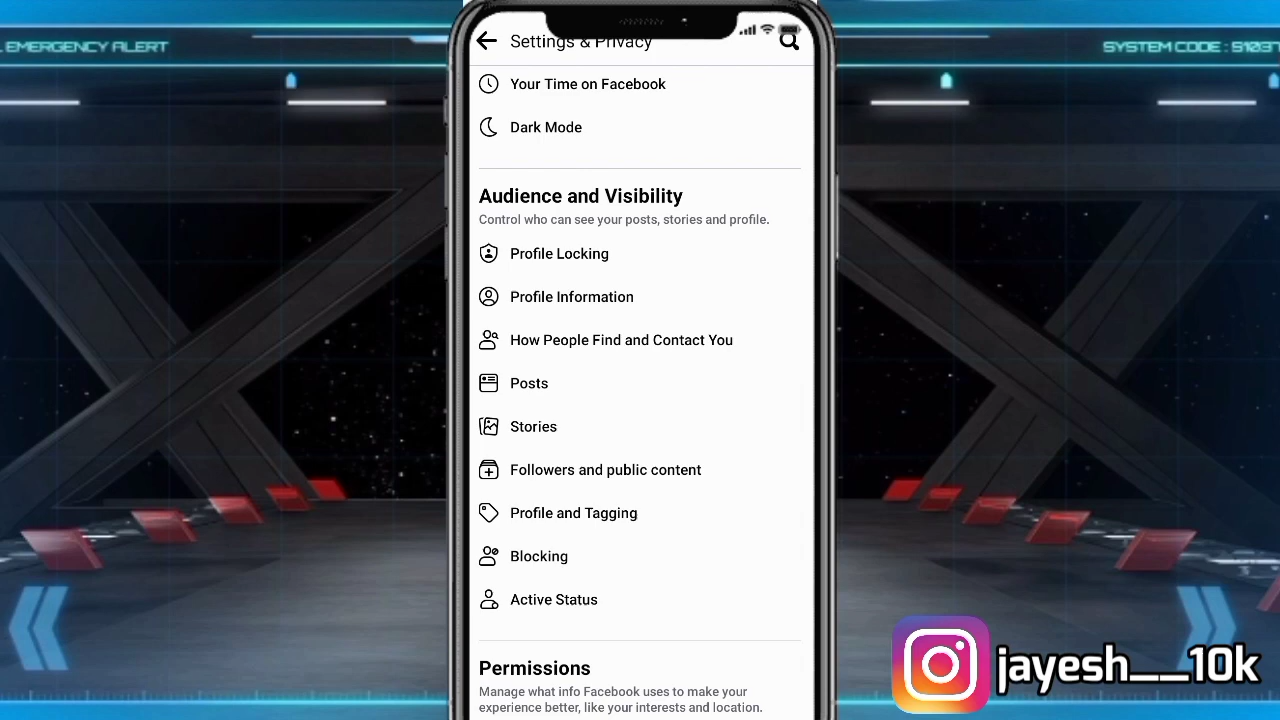 EMERGENCY ALERT
SYSTEM CODE :
Settings & Privacy
Your Time on Facebook
Dark Mode
Audience and Visibility
Control who can see your posts, stories and profile.
Profile Locking
Profile Information
How People Find and Contact You
Posts
Stories
Followers and public content
Profile and Tagging
Blocking
Active Status
Permissions
Manage what info Facebook uses to make your
experience better, like your interests and location.
jayesh__10k